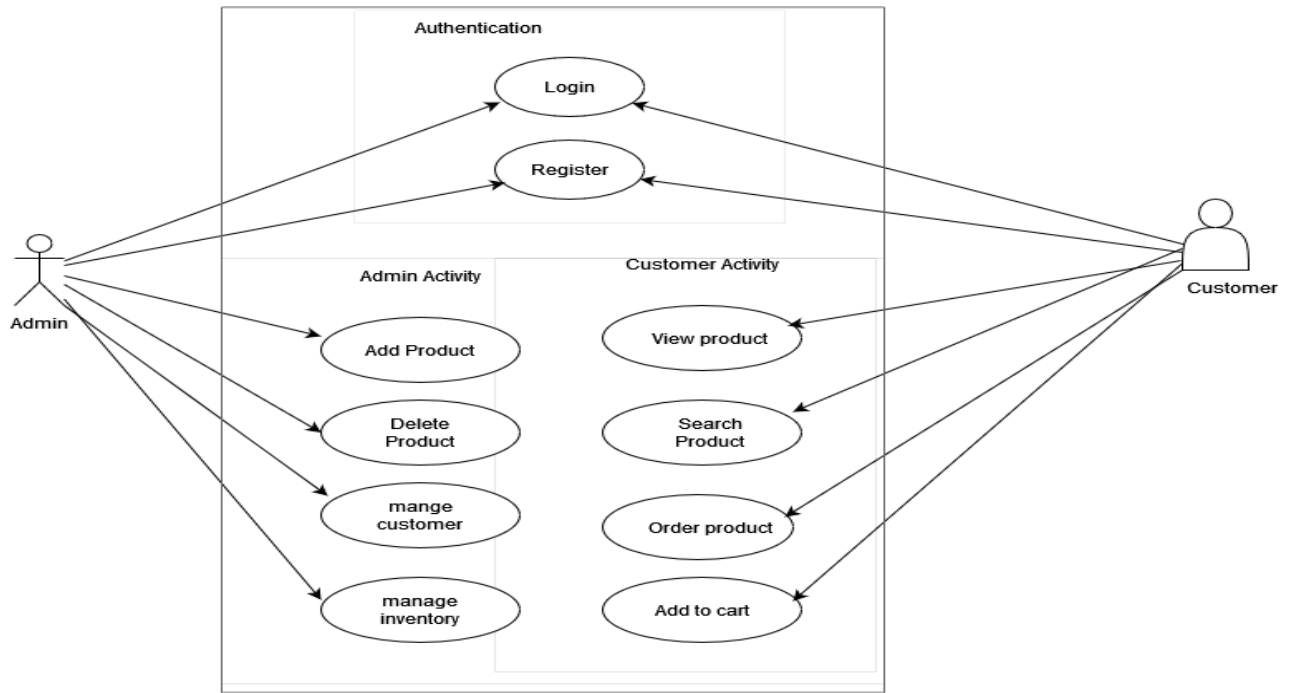 Authentication
Login
Register
Admin
Customer
Admin Activity
Customer Activity
Add Product
Delete
Product
mange
customer
manage
inventory
View product
Search
Product
Order product
Add to cart